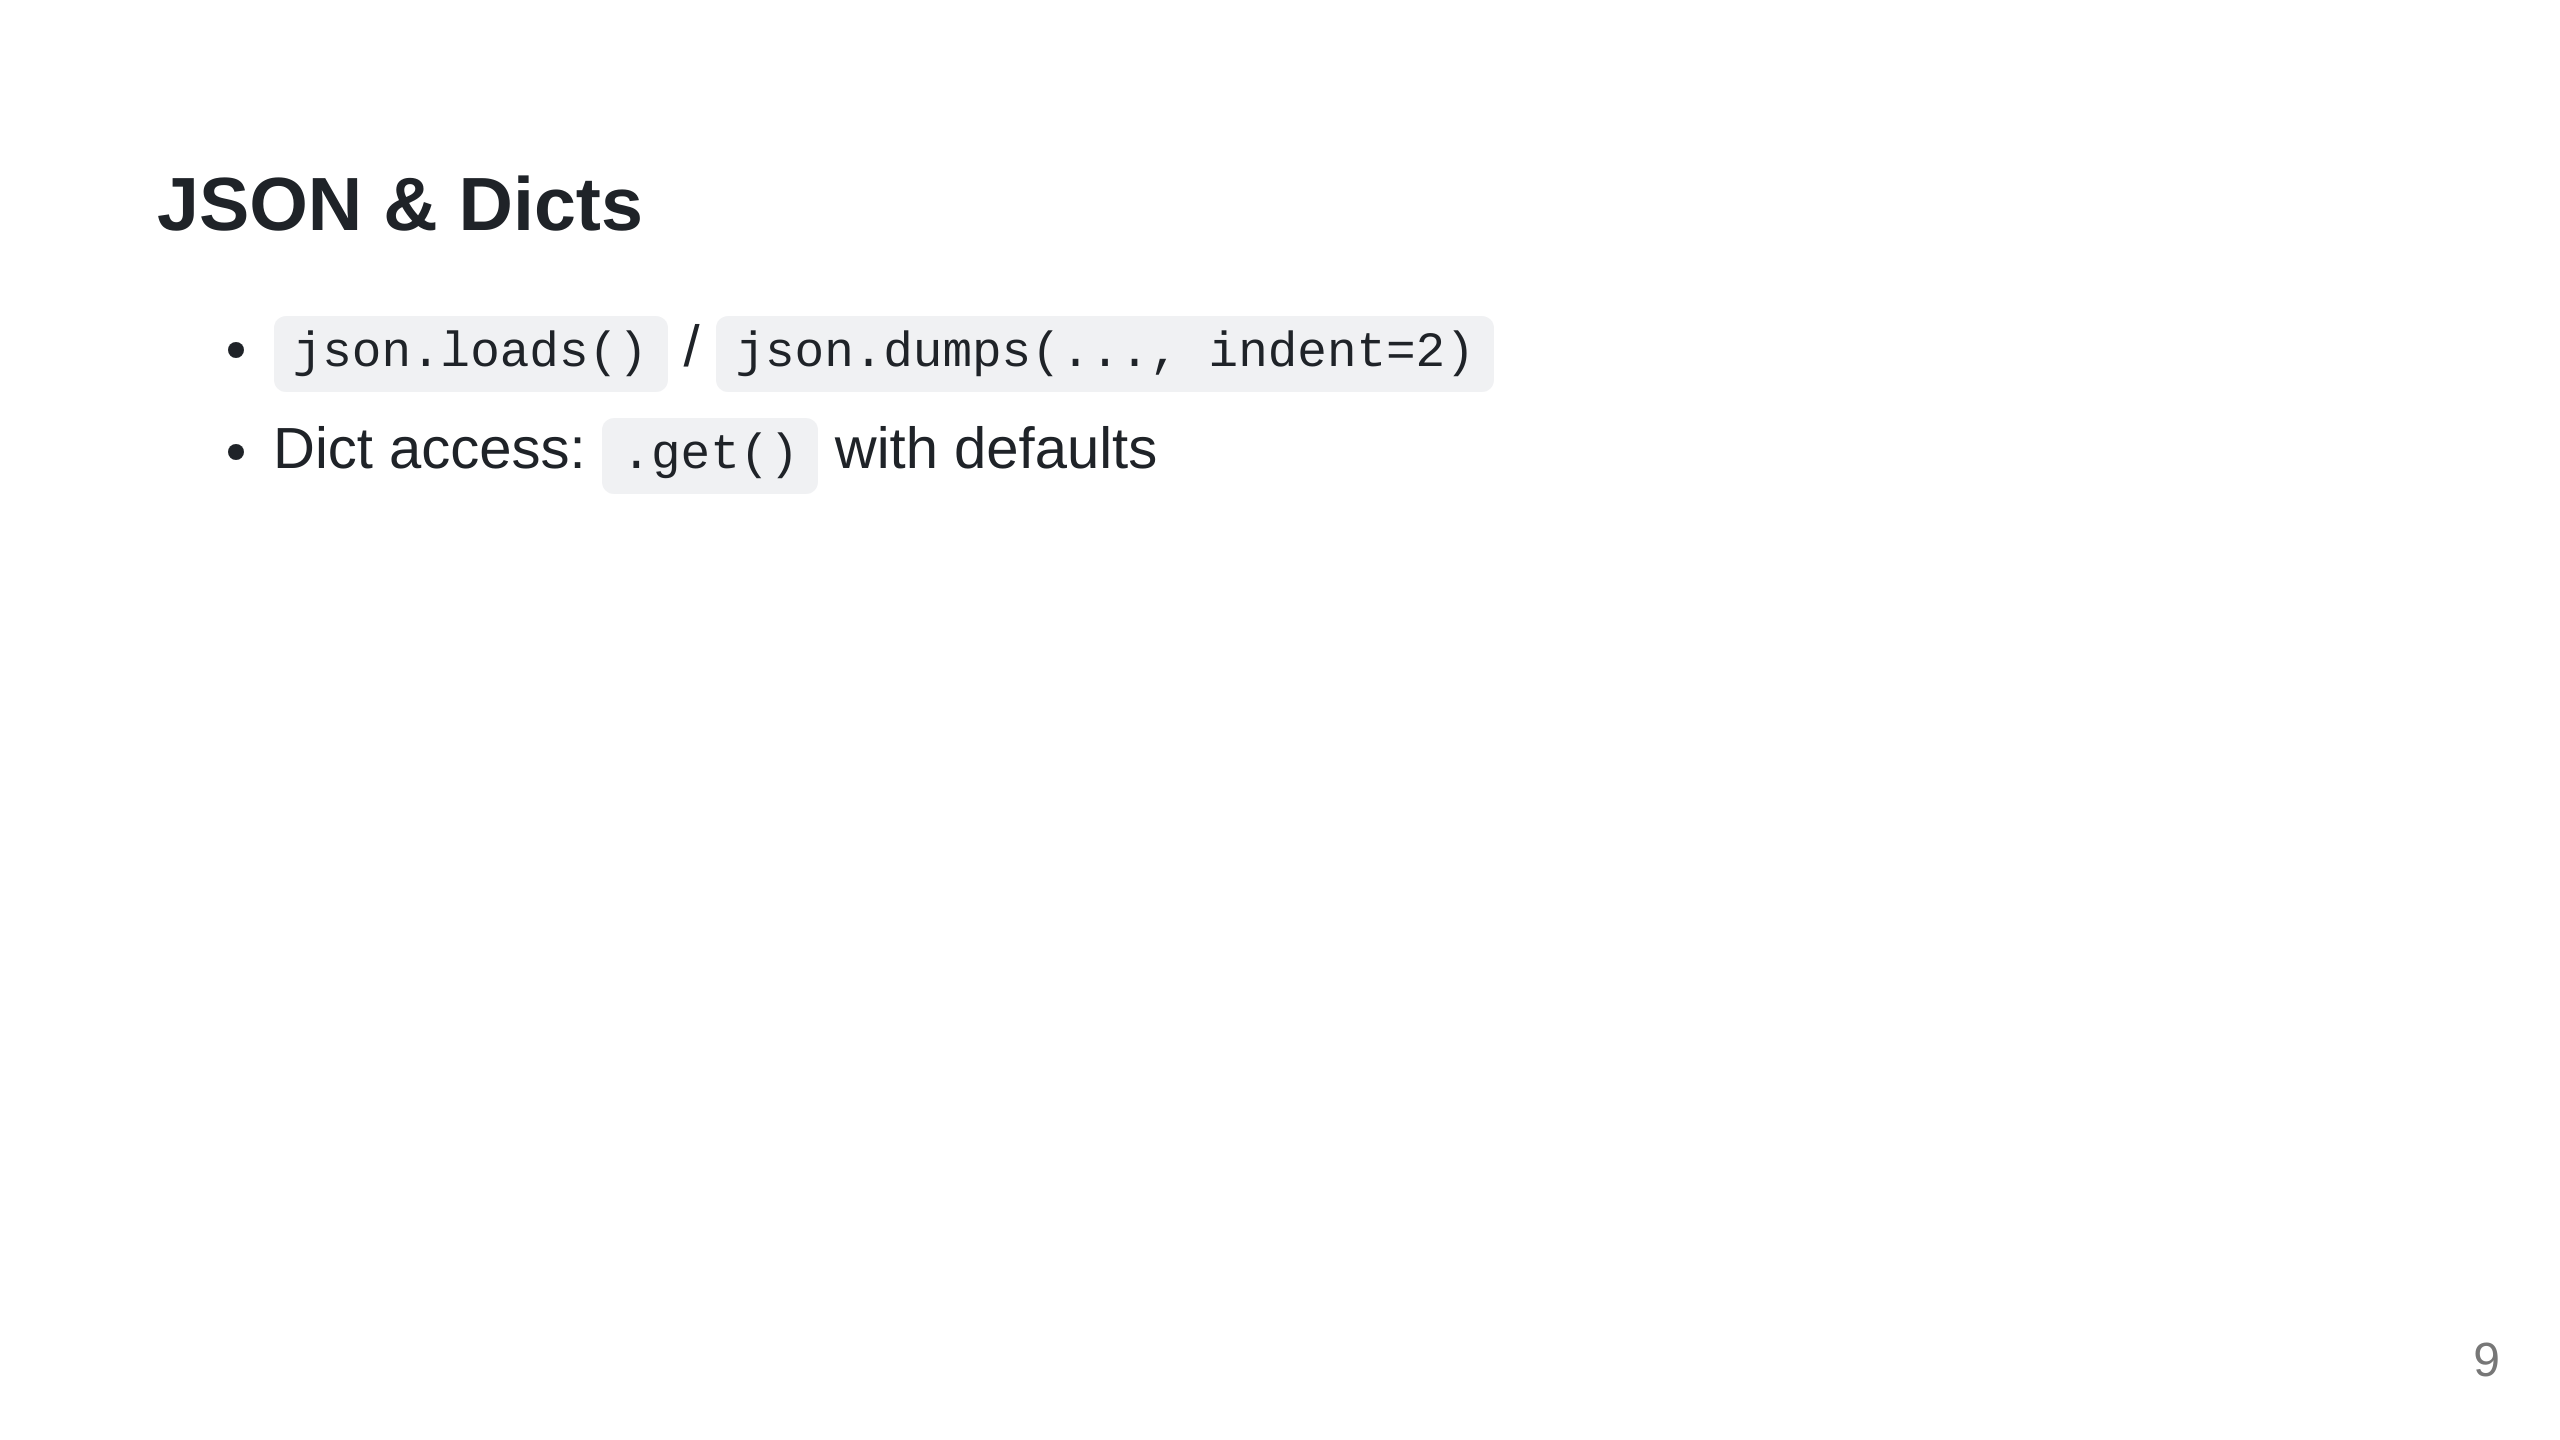 JSON & Dicts
• json.loads() / json.dumps(..., indent=2)
• Dict access: .get() with defaults
9